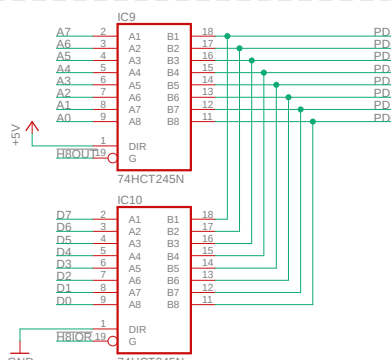 IC9
A7 2 A1 B1 18 PD
A6 3 A2 B2 17 PD
A5 4 A3 B3 16 PD
A4 5 A4 B4 15 PD
A3 6 A5 B5 14 PD
A2 7 A6 B6 13 PD
A1 8 A7 B7 12 PD
A0 9 A8 B8 11 PD
+5V
1 DIR
H8OUT 19 G
74HCT245N
IC10
D7 2 A1 B1 18
D6 3 A2 B2 17
D5 4 A3 B3 16
D4 5 A4 B4 15
D3 6 A5 B5 14
D2 7 A6 B6 13
D1 8 A7 B7 12
D0 9 A8 B8 11
1 DIR
H8IOR 19 G
GND
74HCT245N